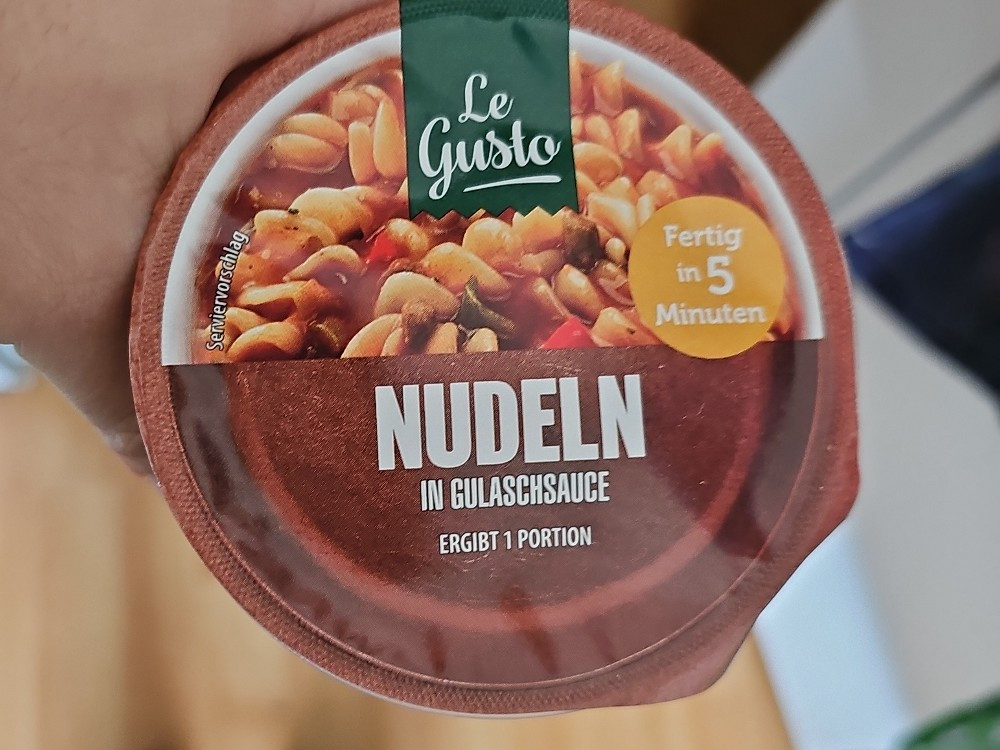 Le
Gusto
Serviervorschlag
Fertig
in 5
Minuten
NUDELN
IN GULASCHSAUCE
ERGIBT 1 PORTION